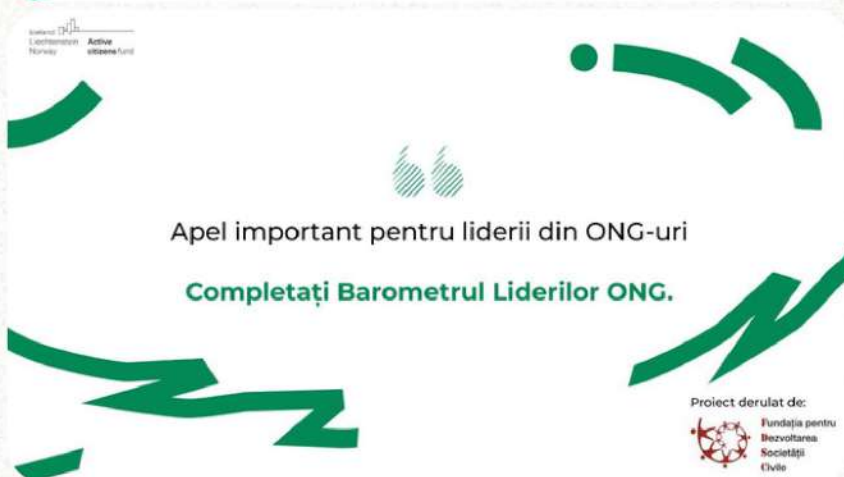 Iceland
Liechtenstein Active
Norway citizens fund
Apel important pentru liderii din ONG-uri
Completați Barometrul Liderilor ONG.
Proiect derulat de:
Fundația pentru
Dezvoltarea
Societății
Civile